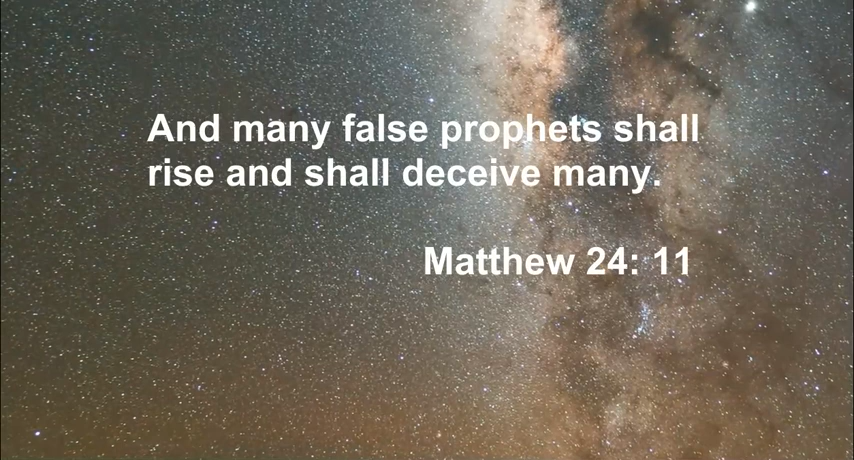 And many false prophets shall
rise and shall deceive many.
Matthew 24: 11